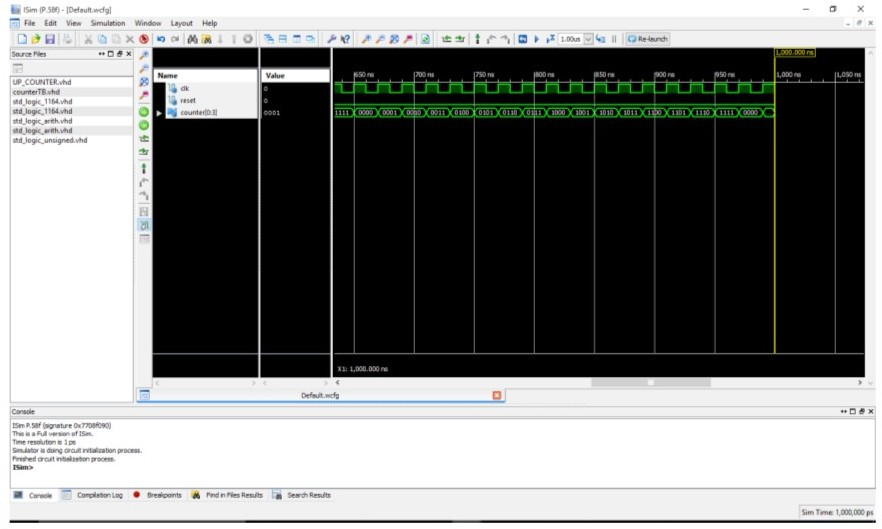 ISim (P.58f) - [Default.wcfg]
File Edit View Simulation Window Layout Help
1.00us Re-launch
Source Files
UP_COUNTER.vhd
counterTB.vhd
std_logic_1164.vhd
std_logic_1164.vhd
std_logic_arith.vhd
std_logic_arith.vhd
std_logic_unsigned.vhd
Name Value
clk 0
reset 0
counter[0:3] 0001
1,000.000 ns
650 ns 700 ns 750 ns 800 ns 850 ns 900 ns 950 ns 1,000 ns 1,050 ns
1111 0000 0001 0010 0011 0100 0101 0110 0111 1000 1001 1010 1011 1100 1101 1110 1111 0000
X1: 1,000.000 ns
Default.wcfg
Console
ISim P.58f (signature 0x7708f090)
This is a Full version of ISim.
Time resolution is 1 ps
Simulator is doing circuit initialization process.
Finished circuit initialization process.
ISim>
Console Compilation Log Breakpoints Find in Files Results Search Results
Sim Time: 1,000,000 ps